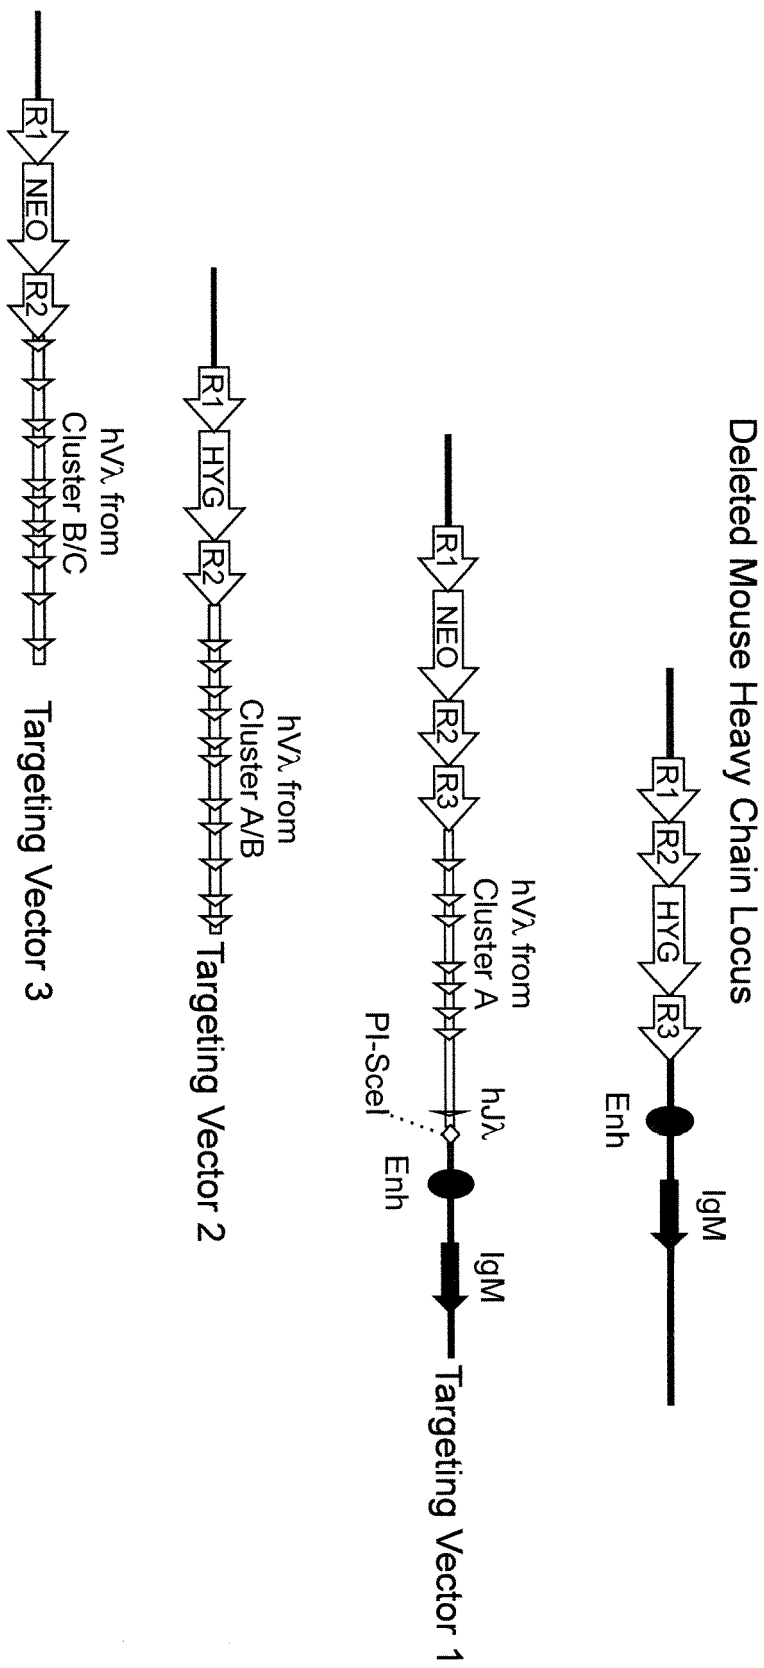 Deleted Mouse Heavy Chain Locus
R1
R2
HYG
R3
Enh
IgM
hVλ from
Cluster A
hJλ
R1
NEO
R2
R3
PI-SceI
Enh
IgM
Targeting Vector 1
hVλ from
Cluster A/B
R1
HYG
R2
Targeting Vector 2
hVλ from
Cluster B/C
R1
NEO
R2
Targeting Vector 3